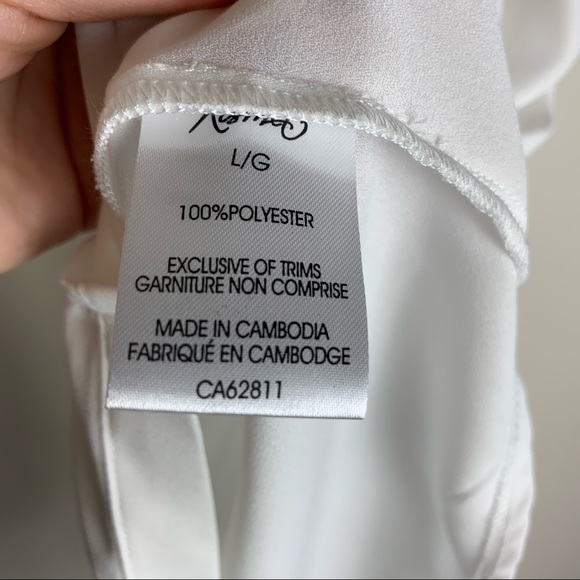 L/G
100%POLYESTER
EXCLUSIVE OF TRIMS
GARNITURE NON COMPRISE
MADE IN CAMBODIA
FABRIQUÉ EN CAMBODGE
CA62811